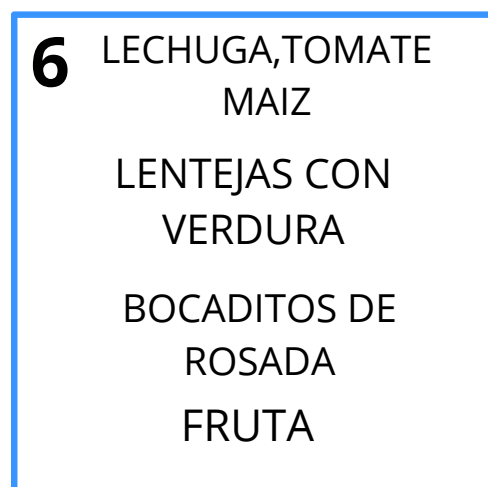 6
LECHUGA,TOMATE
MAIZ
LENTEJAS CON
VERDURA
BOCADITOS DE
ROSADA
FRUTA